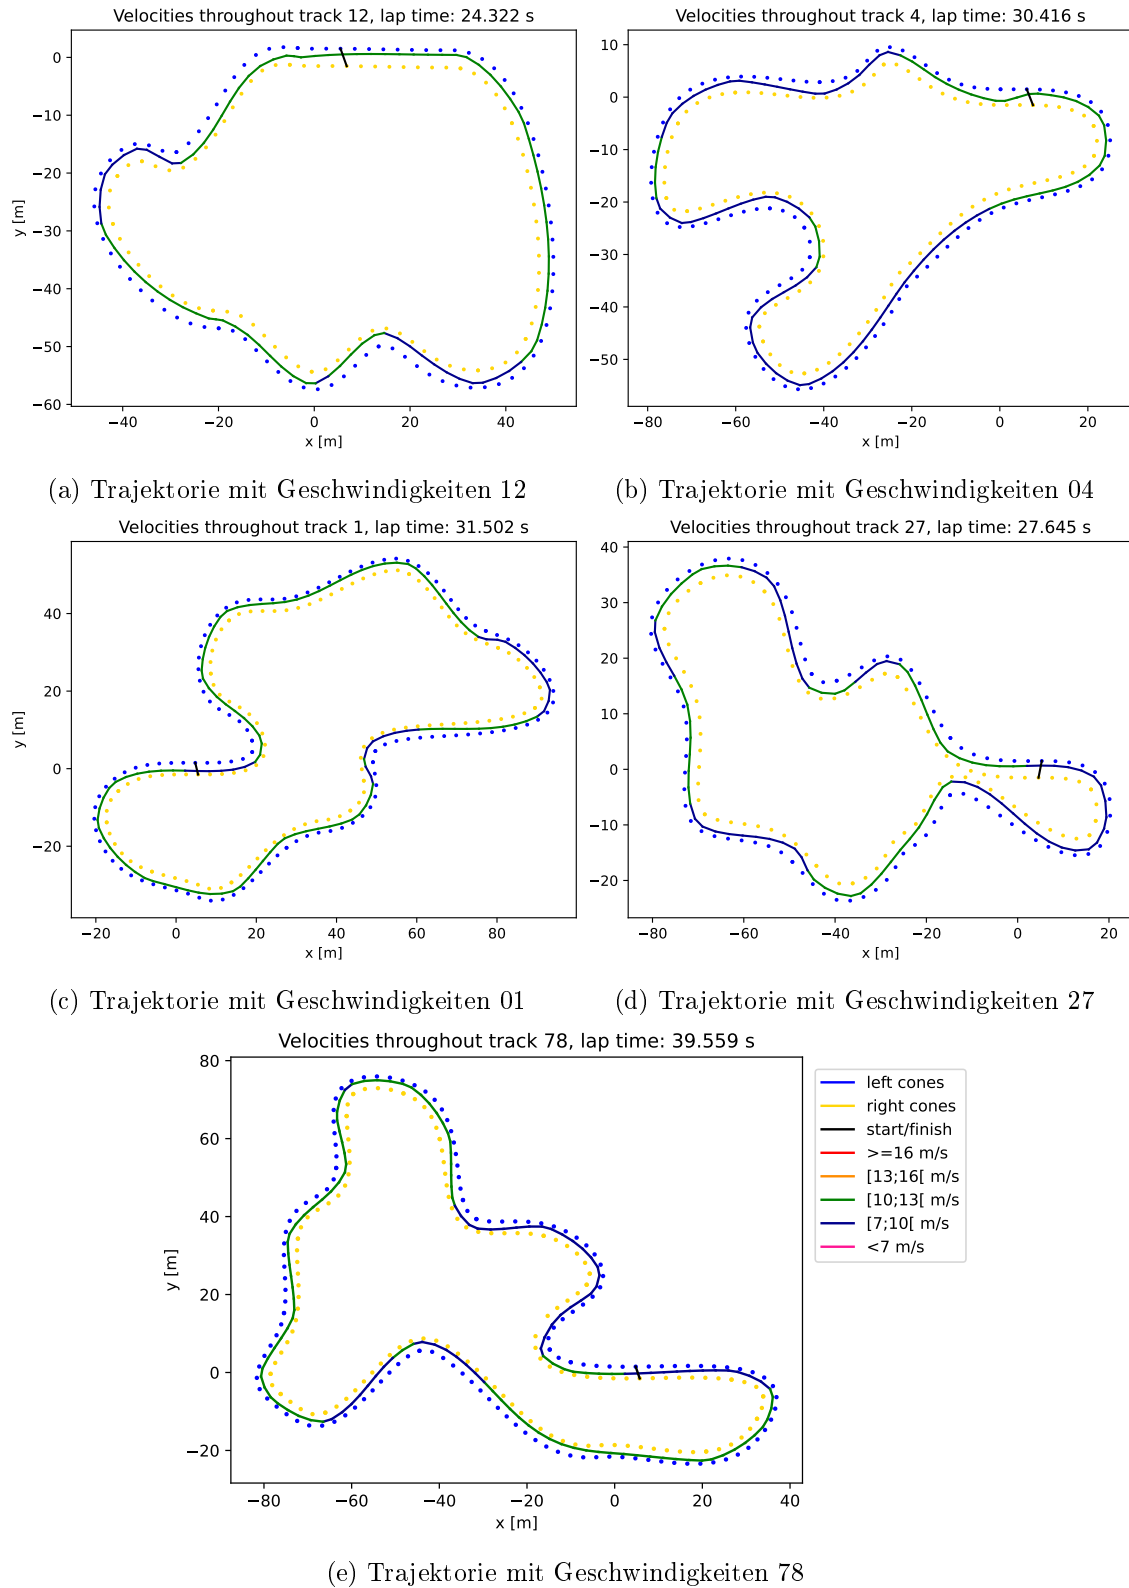 Velocities throughout track 12, lap time: 24.322 s
0
−10
−20
−30
−40
−50
−60
y [m]
−40
−20
0
20
40
x [m]
(a) Trajektorie mit Geschwindigkeiten 12
Velocities throughout track 4, lap time: 30.416 s
10
0
−10
−20
−30
−40
−50
−80
−60
−40
−20
0
20
x [m]
(b) Trajektorie mit Geschwindigkeiten 04
Velocities throughout track 1, lap time: 31.502 s
40
20
0
−20
y [m]
−20
0
20
40
60
80
x [m]
(c) Trajektorie mit Geschwindigkeiten 01
Velocities throughout track 27, lap time: 27.645 s
40
30
20
10
0
−10
−20
−80
−60
−40
−20
0
20
x [m]
(d) Trajektorie mit Geschwindigkeiten 27
Velocities throughout track 78, lap time: 39.559 s
80
60
40
20
0
−20
y [m]
−80
−60
−40
−20
0
20
40
x [m]
left cones
right cones
start/finish
>=16 m/s
[13;16[ m/s
[10;13[ m/s
[7;10[ m/s
<7 m/s
(e) Trajektorie mit Geschwindigkeiten 78